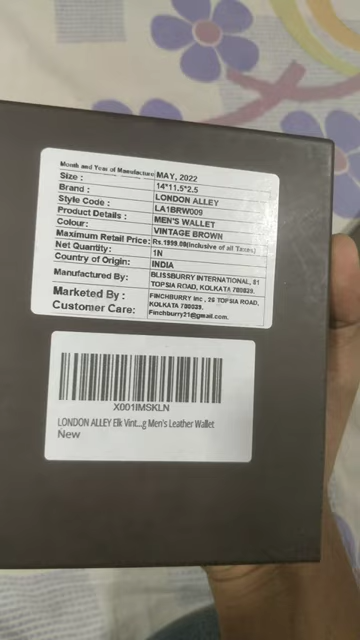 Mouth and Year of Manufacture MAY, 2022
Size : 14*11.5*2.5
Brand : LONDON ALLEY
Style Code : LA1BRW009
Product Details : MEN'S WALLET
Colour: VINTAGE BROWN
Maximum Retail Price: Rs.1999.00(Inclusive of all Taxes)
Net Quantity: 1N
Country of Origin: INDIA
Manufactured By: BLISSBURRY INTERNATIONAL, 81
TOPSIA ROAD, KOLKATA 700039.
Marketed By : FINCHBURRY Inc , 29 TOPSIA ROAD,
KOLKATA 700039.
Customer Care: Finchburry21@gmail.com.
X001IMSKLN
LONDON ALLEY Elk Vint...g Men's Leather Wallet
New